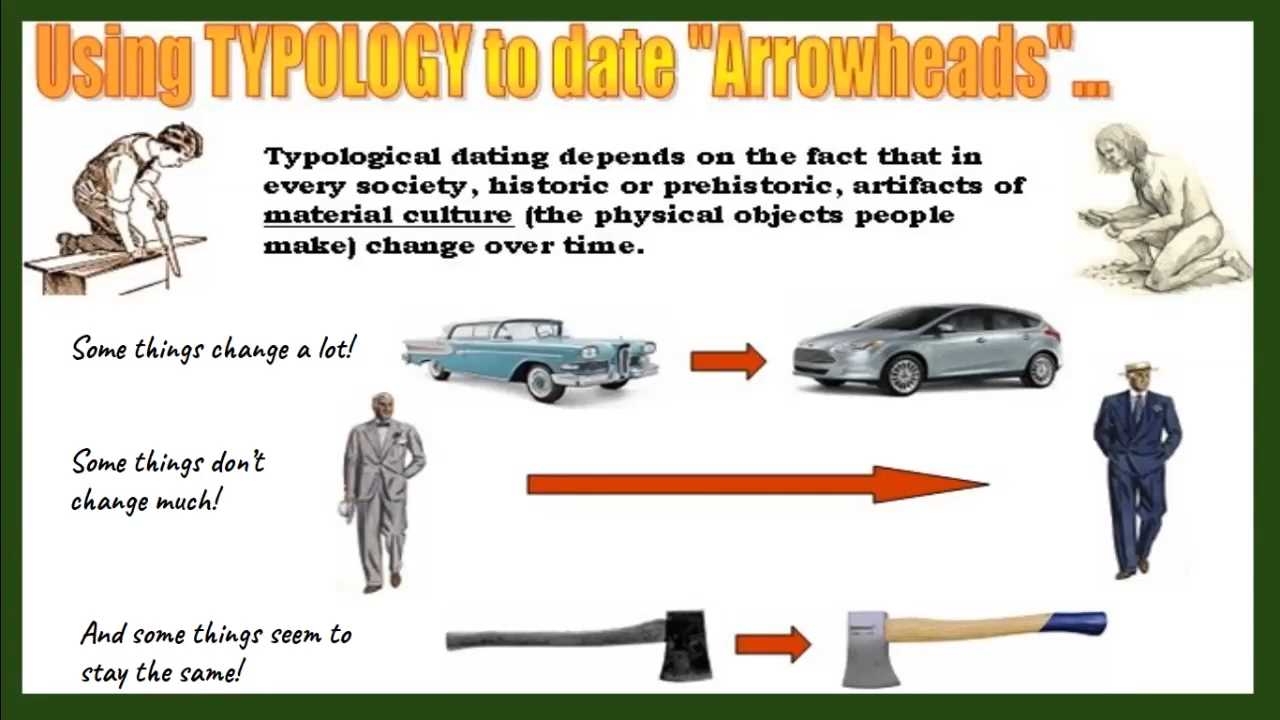 Using TYPOLOGY to date "Arrowheads"...
Typological dating depends on the fact that in
every society, historic or prehistoric, artifacts of
material culture (the physical objects people
make) change over time.
Some things change a lot!
Some things don't
change much!
And some things seem to
stay the same!